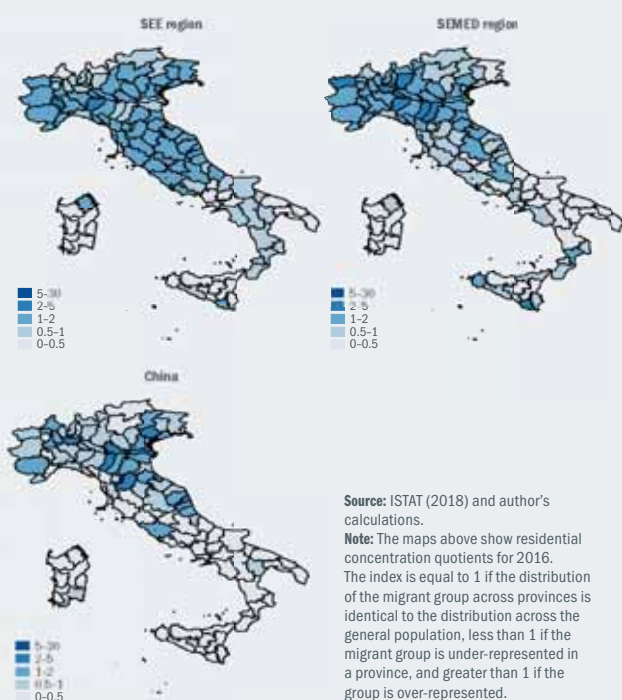 SEE region
SEMED region
5-30
2-5
1-2
0.5-1
0-0.5
5-30
2-5
1-2
0.5-1
0-0.5
China
5-30
2-5
1-2
0.5-1
0-0.5
Source: ISTAT (2018) and author's
calculations.
Note: The maps above show residential
concentration quotients for 2016.
The index is equal to 1 if the distribution
of the migrant group across provinces is
identical to the distribution across the
general population, less than 1 if the
migrant group is under-represented in
a province, and greater than 1 if the
group is over-represented.